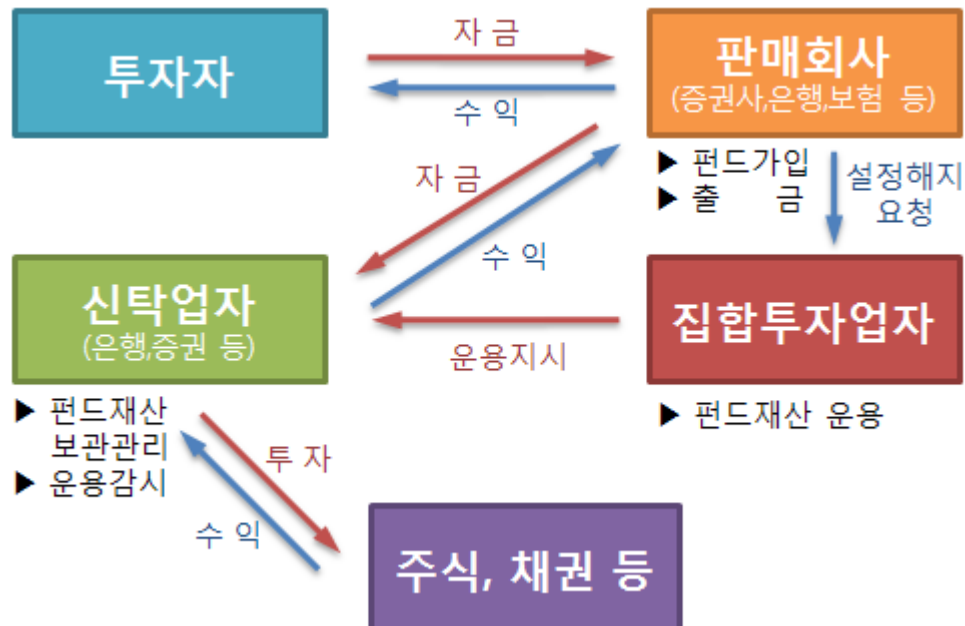 투자자
자 금
수 익
판매회사
(증권사,은행,보험 등)
▶ 펀드가입
▶ 출 금
설정해지
요청
자 금
수 익
신탁업자
(은행,증권 등)
운용지시
집합투자업자
▶ 펀드재산
보관관리
▶ 운용감시
▶ 펀드재산 운용
투 자
수 익
주식, 채권 등